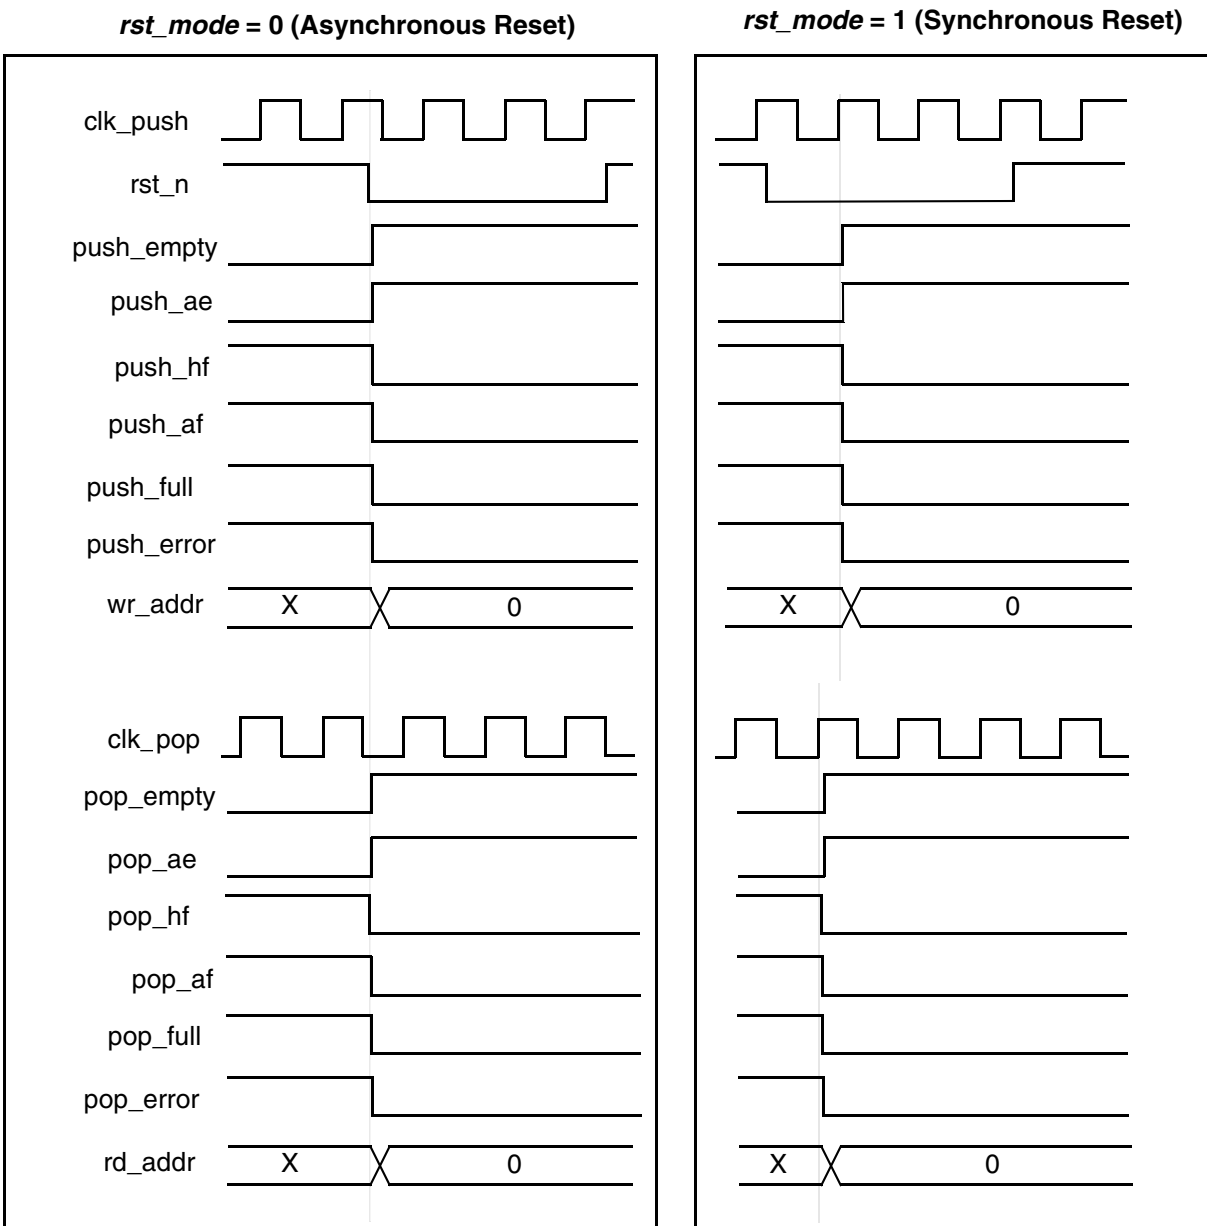 rst_mode = 0 (Asynchronous Reset)
rst_mode = 1 (Synchronous Reset)
clk_push
rst_n
push_empty
push_ae
push_hf
push_af
push_full
push_error
wr_addr X 0 X 0
clk_pop
pop_empty
pop_ae
pop_hf
pop_af
pop_full
pop_error
rd_addr X 0 X 0